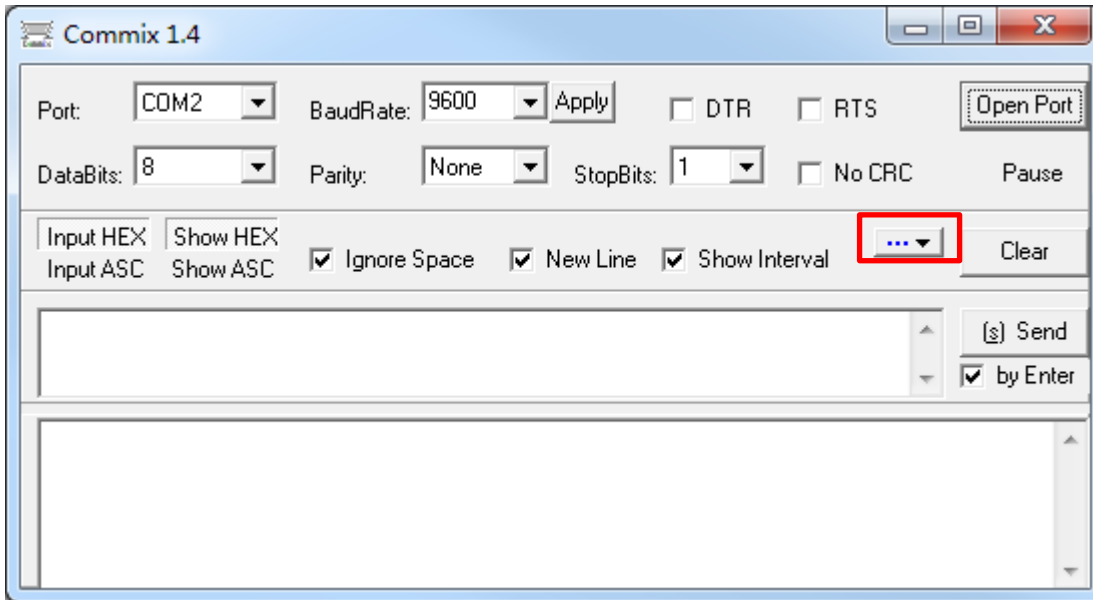 Commix 1.4
Port: COM2 BaudRate: 9600 Apply DTR RTS Open Port
DataBits: 8 Parity: None StopBits: 1 No CRC Pause
Input HEX Show HEX
Input ASC Show ASC
Ignore Space New Line Show Interval ... Clear
(s) Send
by Enter